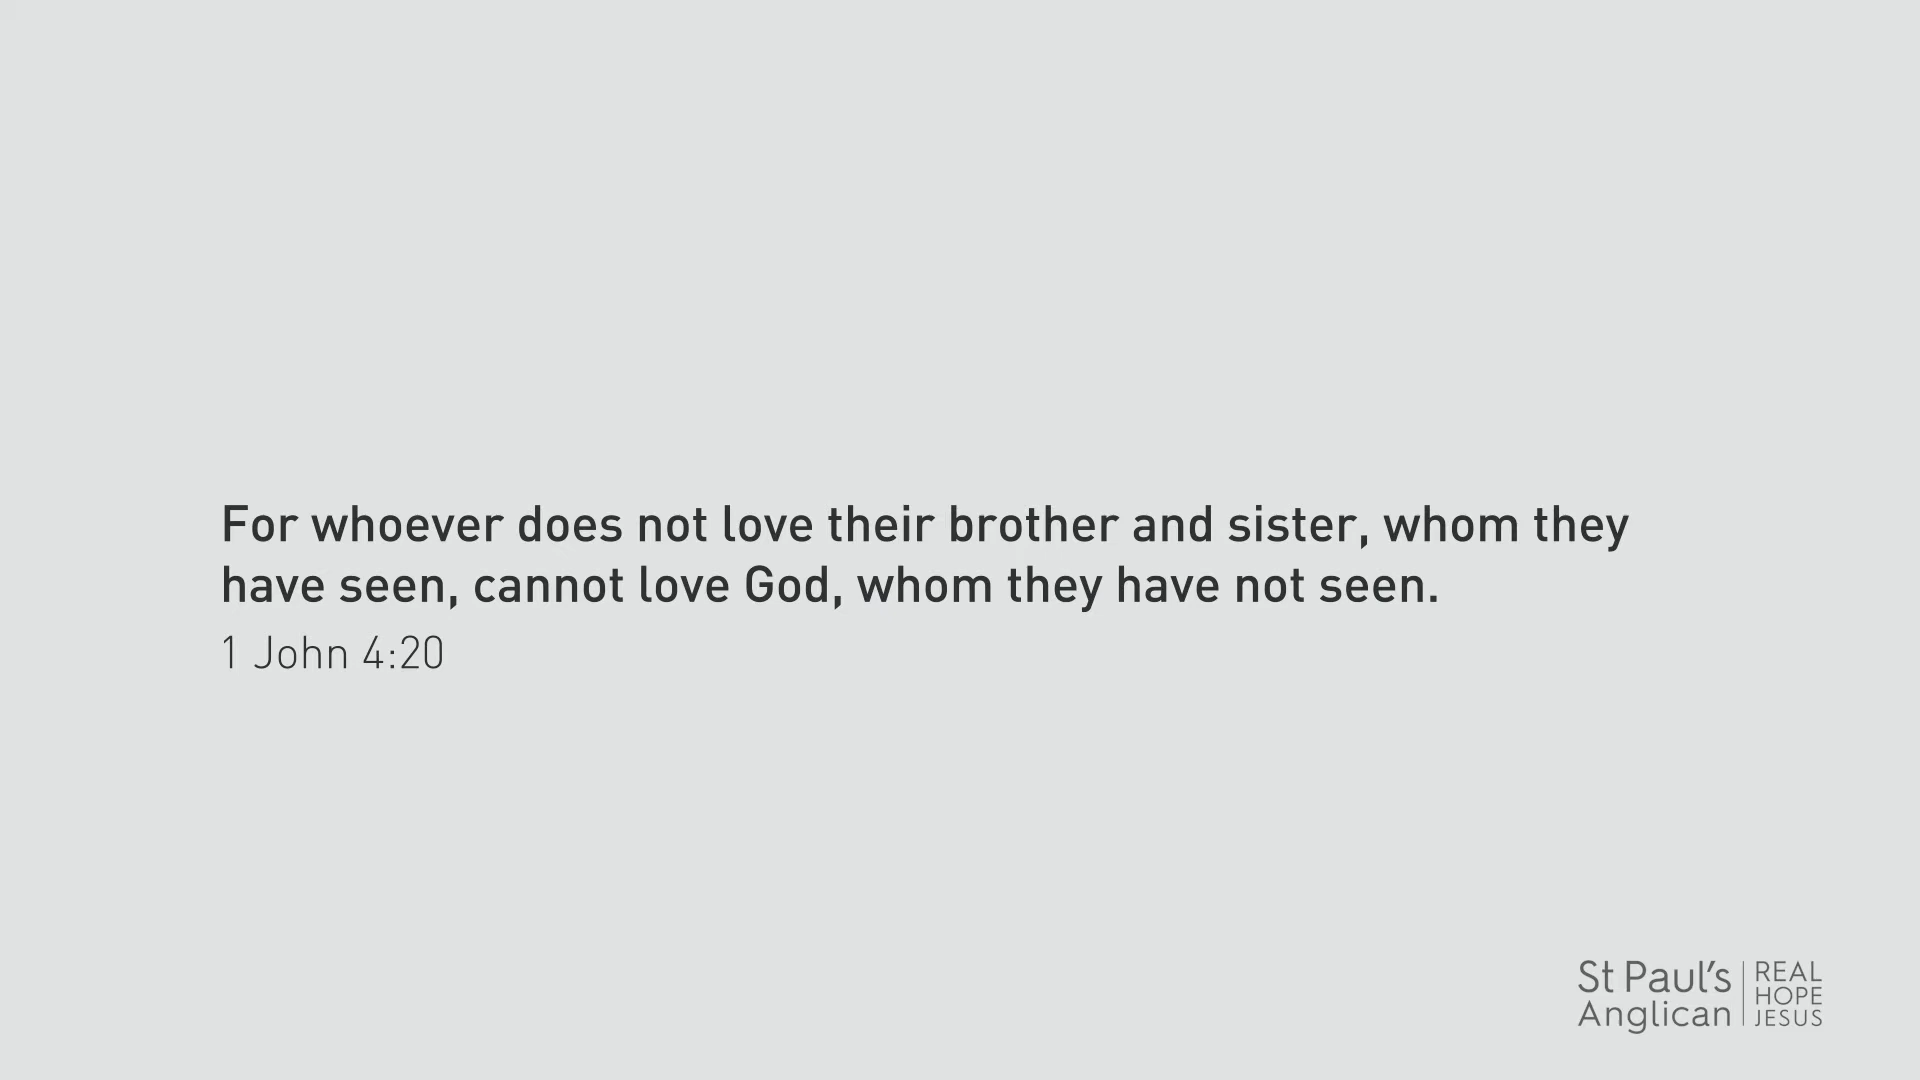 For whoever does not love their brother and sister, whom they
have seen, cannot love God, whom they have not seen.
1 John 4:20
St Paul's
Anglican
REAL
HOPE
JESUS